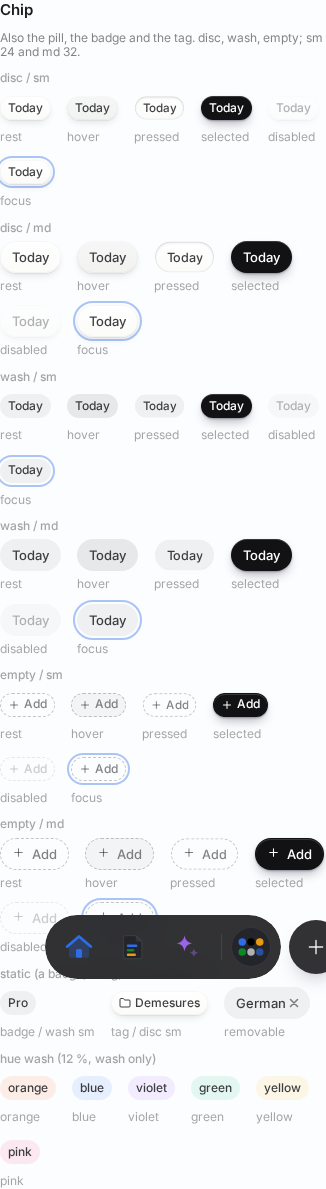 Chip
Also the pill, the badge and the tag. disc, wash, empty; sm
24 and md 32.
disc / sm
Today Today Today Today Today
rest hover pressed selected disabled
Today
focus
disc / md
Today Today Today Today
rest hover pressed selected
Today Today
disabled focus
wash / sm
Today Today Today Today Today
rest hover pressed selected disabled
Today
focus
wash / md
Today Today Today Today
rest hover pressed selected
Today Today
disabled focus
empty / sm
+ Add + Add + Add + Add
rest hover pressed selected
+ Add + Add
disabled focus
empty / md
+ Add + Add + Add + Add
rest hover pressed selected
disabled
static (a
Pro Demesures German ×
badge / wash sm tag / disc sm removable
hue wash (12 %, wash only)
orange blue violet green yellow
orange blue violet green yellow
pink
pink